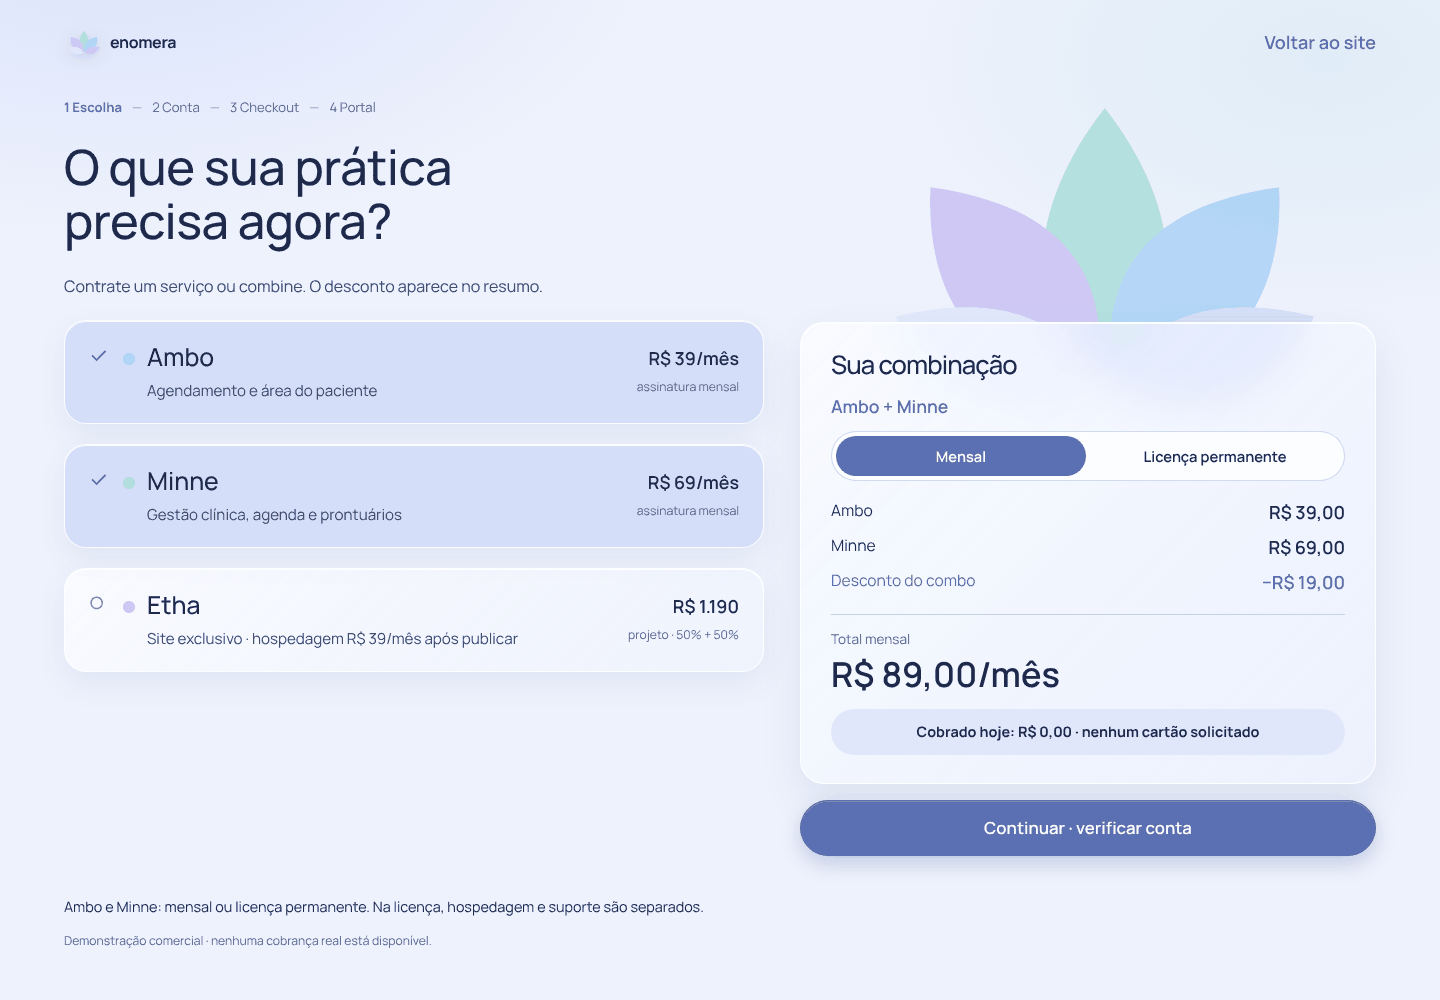 enomera
Voltar ao site
1 Escolha — 2 Conta — 3 Checkout — 4 Portal
O que sua prática
precisa agora?
Contrate um serviço ou combine. O desconto aparece no resumo.
Ambo
R$ 39/mês
Agendamento e área do paciente
assinatura mensal
Minne
R$ 69/mês
Gestão clínica, agenda e prontuários
assinatura mensal
Etha
R$ 1.190
Site exclusivo · hospedagem R$ 39/mês após publicar
projeto · 50% + 50%
Sua combinação
Ambo + Minne
Mensal
Licença permanente
Ambo
R$ 39,00
Minne
R$ 69,00
Desconto do combo
−R$ 19,00
Total mensal
R$ 89,00/mês
Cobrado hoje: R$ 0,00 · nenhum cartão solicitado
Continuar · verificar conta
Ambo e Minne: mensal ou licença permanente. Na licença, hospedagem e suporte são separados.
Demonstração comercial · nenhuma cobrança real está disponível.